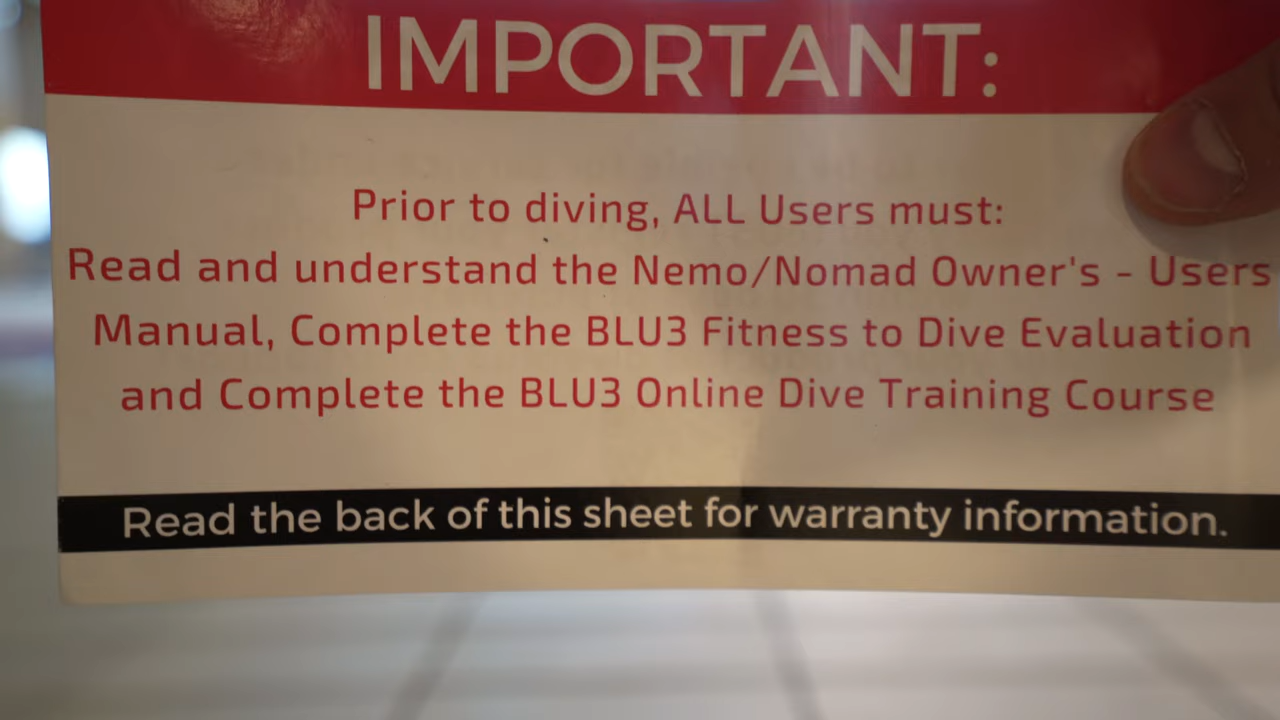 IMPORTANT:
Prior to diving, ALL Users must:
Read and understand the Nemo/Nomad Owner's - Users
Manual, Complete the BLU3 Fitness to Dive Evaluation
and Complete the BLU3 Online Dive Training Course
Read the back of this sheet for warranty information.